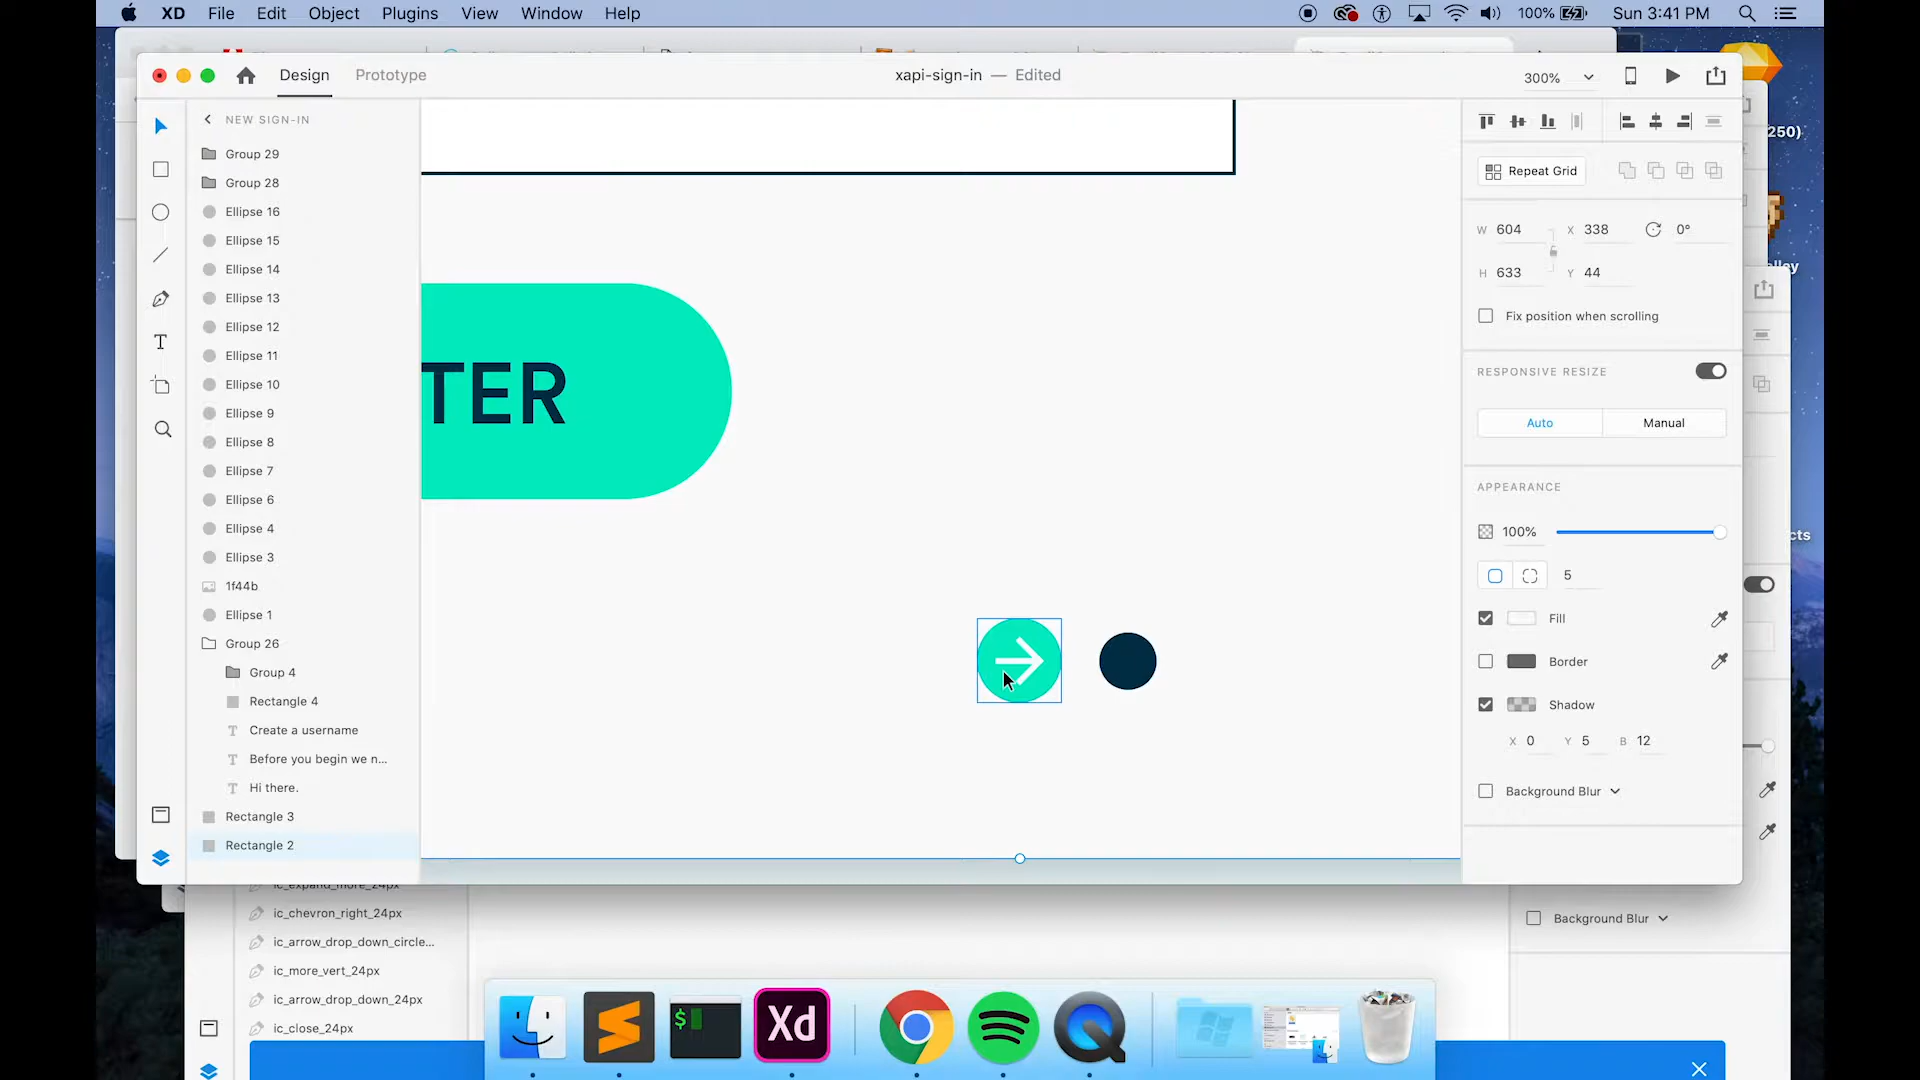 XD File Edit Object Plugins View Window Help
100% Sun 3:41 PM
Design Prototype
xapi-sign-in — Edited
300%
NEW SIGN-IN
Group 29
Group 28
Ellipse 16
Ellipse 15
Ellipse 14
Ellipse 13
Ellipse 12
Ellipse 11
Ellipse 10
Ellipse 9
Ellipse 8
Ellipse 7
Ellipse 6
Ellipse 4
Ellipse 3
1f44b
Ellipse 1
Group 26
Group 4
Rectangle 4
Create a username
Before you begin we n...
Hi there.
Rectangle 3
Rectangle 2
TER
Repeat Grid
W 604 X 338 0°
H 633 Y 44
Fix position when scrolling
RESPONSIVE RESIZE
Auto Manual
APPEARANCE
100%
5
Fill
Border
Shadow
X 0 Y 5 B 12
Background Blur
250)
lley
cts
ic_expand_more_24px
ic_chevron_right_24px
ic_arrow_drop_down_circle...
ic_more_vert_24px
ic_arrow_drop_down_24px
ic_close_24px
Background Blur
$
Xd